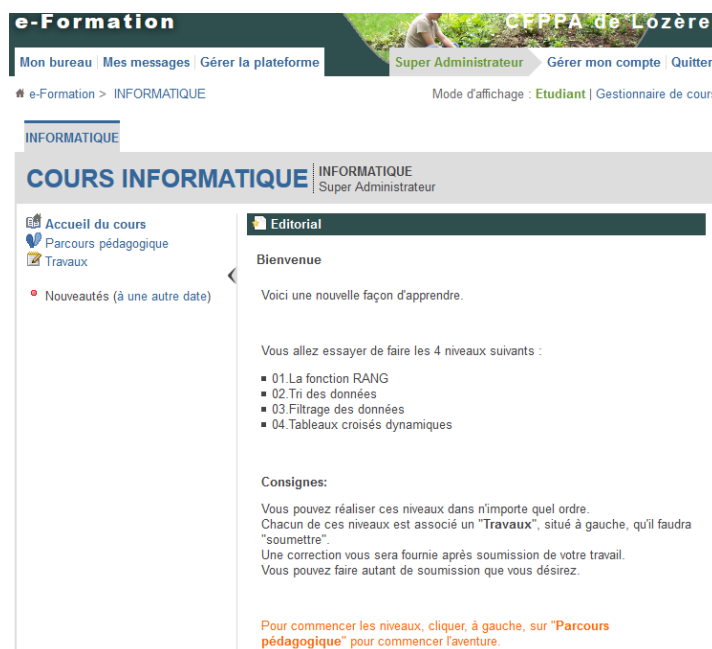 e-Formation
CFPPA de Lozère
Mon bureau Mes messages Gérer la plateforme Super Administrateur Gérer mon compte Quitter
e-Formation > INFORMATIQUE Mode d'affichage : Etudiant | Gestionnaire de cours
INFORMATIQUE
COURS INFORMATIQUE
INFORMATIQUE
Super Administrateur
Accueil du cours
Parcours pédagogique
Travaux
Nouveautés (à une autre date)
Editorial
Bienvenue
Voici une nouvelle façon d'apprendre.
Vous allez essayer de faire les 4 niveaux suivants :
01.La fonction RANG
02.Tri des données
03.Filtrage des données
04.Tableaux croisés dynamiques
Consignes:
Vous pouvez réaliser ces niveaux dans n'importe quel ordre.
Chacun de ces niveaux est associé un "Travaux", situé à gauche, qu'il faudra
"soumettre".
Une correction vous sera fournie après soumission de votre travail.
Vous pouvez faire autant de soumission que vous désirez.
Pour commencer les niveaux, cliquer, à gauche, sur "Parcours
pédagogique" pour commencer l'aventure.